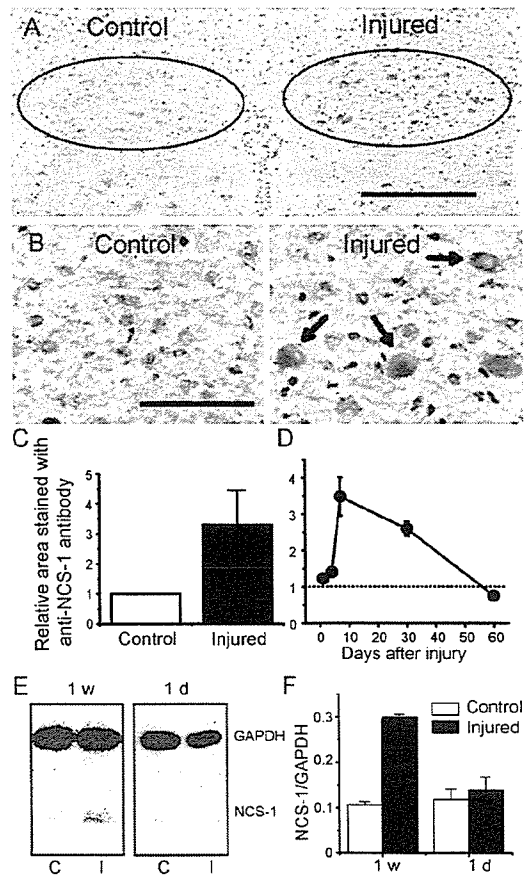 A
Control
Injured
B
Control
Injured
C
Relative area stained with
anti-NCS-1 antibody
5
4
3
2
1
0
Control
Injured
D
4
3
2
1
0
0
10
20
30
40
50
60
Days after injury
E
1 w
1 d
GAPDH
NCS-1
C
I
C
I
F
NCS-1/GAPDH
0.3
0.2
0.1
0.0
Control
Injured
1 w
1 d